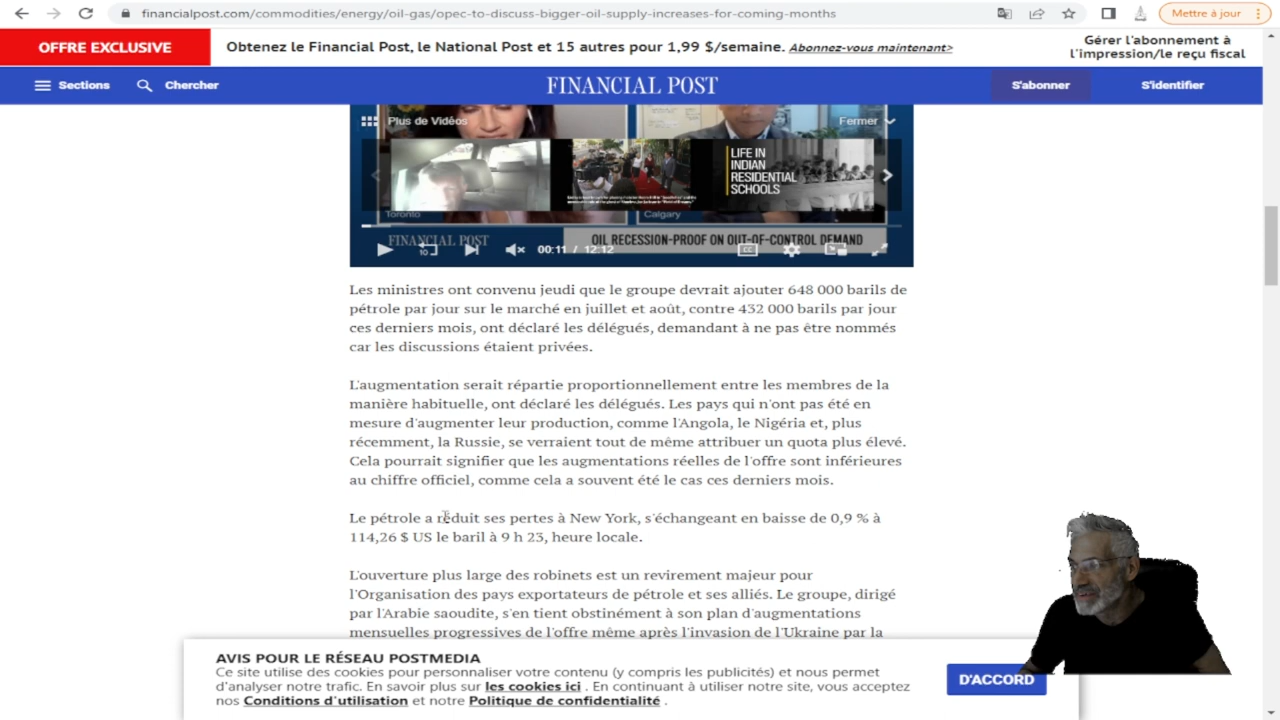 financialpost.com/commodities/energy/oil-gas/opec-to-discuss-bigger-oil-supply-increases-for-coming-months
Mettre à jour
OFFRE EXCLUSIVE
Obtenez le Financial Post, le National Post et 15 autres pour 1,99 $/semaine. Abonnez-vous maintenant>
Gérer l'abonnement à
l'impression/le reçu fiscal
Sections
Chercher
FINANCIAL POST
S'abonner
S'identifier
Plus de Vidéos
Fermer
LIFE IN
INDIAN
RESIDENTIAL
SCHOOLS
Toronto
Calgary
FINANCIAL POST
OIL RECESSION-PROOF ON OUT-OF-CONTROL DEMAND
10
00:11 / 12:12
CC
Les ministres ont convenu jeudi que le groupe devrait ajouter 648 000 barils de
pétrole par jour sur le marché en juillet et août, contre 432 000 barils par jour
ces derniers mois, ont déclaré les délégués, demandant à ne pas être nommés
car les discussions étaient privées.
L'augmentation serait répartie proportionnellement entre les membres de la
manière habituelle, ont déclaré les délégués. Les pays qui n'ont pas été en
mesure d'augmenter leur production, comme l'Angola, le Nigéria et, plus
récemment, la Russie, se verraient tout de même attribuer un quota plus élevé.
Cela pourrait signifier que les augmentations réelles de l'offre sont inférieures
au chiffre officiel, comme cela a souvent été le cas ces derniers mois.
Le pétrole a réduit ses pertes à New York, s'échangeant en baisse de 0,9 % à
114,26 $ US le baril à 9 h 23, heure locale.
L'ouverture plus large des robinets est un revirement majeur pour
l'Organisation des pays exportateurs de pétrole et ses alliés. Le groupe, dirigé
par l'Arabie saoudite, s'en tient obstinément à son plan d'augmentations
mensuelles progressives de l'offre même après l'invasion de l'Ukraine par la
AVIS POUR LE RÉSEAU POSTMEDIA
Ce site utilise des cookies pour personnaliser votre contenu (y compris les publicités) et nous permet
d'analyser notre trafic. En savoir plus sur les cookies ici . En continuant à utiliser notre site, vous acceptez
nos Conditions d'utilisation et notre Politique de confidentialité .
D'ACCORD